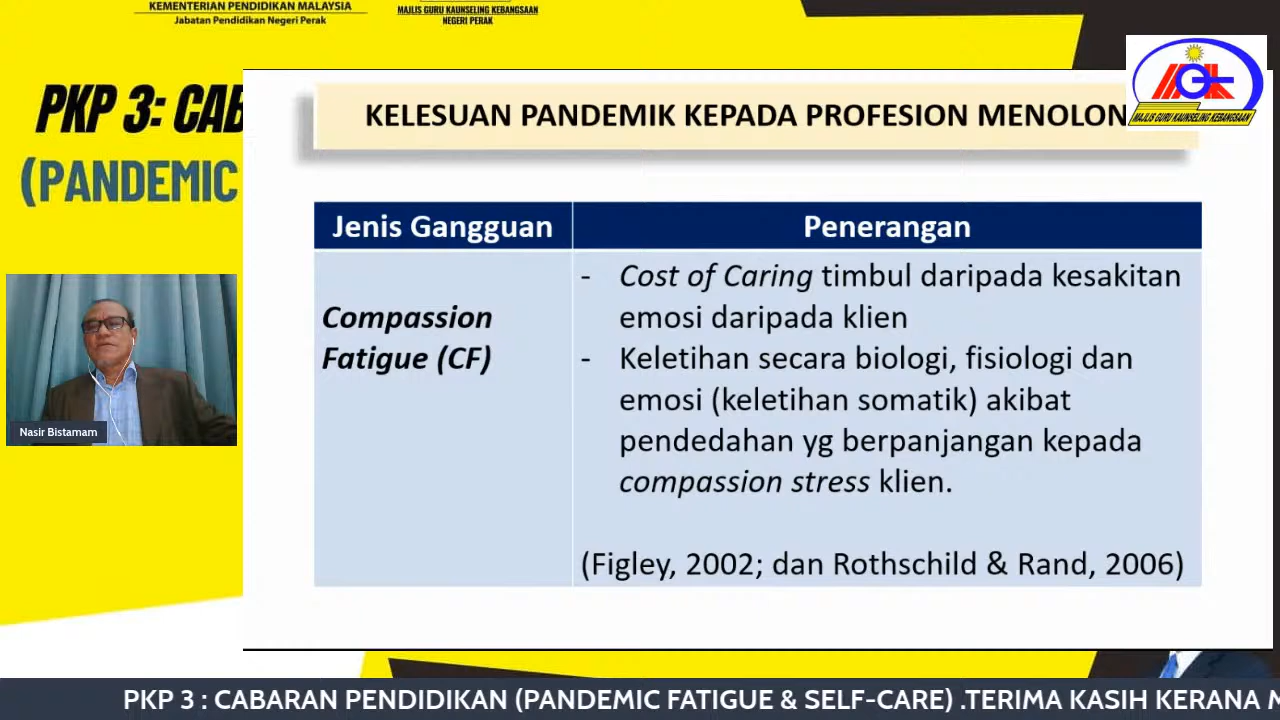 KEMENTERIAN PENDIDIKAN MALAYSIA
Jabatan Pendidikan Negeri Perak
MAJLIS GURU KAUNSELING KEBANGSAAN
NEGERI PERAK
PKP 3: CAB
(PANDEMIC
KELESUAN PANDEMIK KEPADA PROFESION MENOLON
MAJLIS GURU KAUNSELING KEBANGSAAN
Jenis Gangguan
Penerangan
Compassion
Fatigue (CF)
- Cost of Caring timbul daripada kesakitan
emosi daripada klien
- Keletihan secara biologi, fisiologi dan
emosi (keletihan somatik) akibat
pendedahan yg berpanjangan kepada
compassion stress klien.
(Figley, 2002; dan Rothschild & Rand, 2006)
Nasir Bistamam
PKP 3 : CABARAN PENDIDIKAN (PANDEMIC FATIGUE & SELF-CARE) .TERIMA KASIH KERANA M